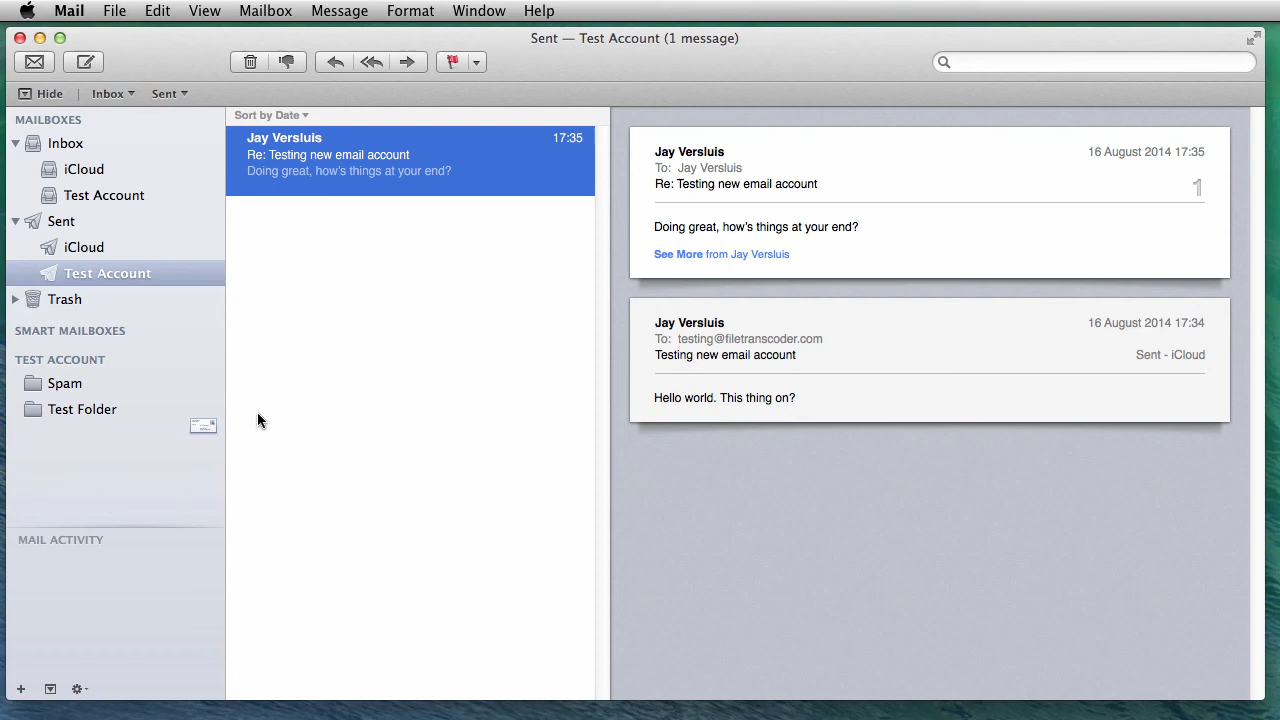 Mail File Edit View Mailbox Message Format Window Help
Sent — Test Account (1 message)
Hide Inbox Sent
MAILBOXES
Inbox
iCloud
Test Account
Sent
iCloud
Test Account
Trash
SMART MAILBOXES
TEST ACCOUNT
Spam
Test Folder
MAIL ACTIVITY
Sort by Date
Jay Versluis 17:35
Re: Testing new email account
Doing great, how's things at your end?
Jay Versluis 16 August 2014 17:35
To: Jay Versluis
Re: Testing new email account 1
Doing great, how's things at your end?
See More from Jay Versluis
Jay Versluis 16 August 2014 17:34
To: testing@filetranscoder.com
Testing new email account Sent - iCloud
Hello world. This thing on?